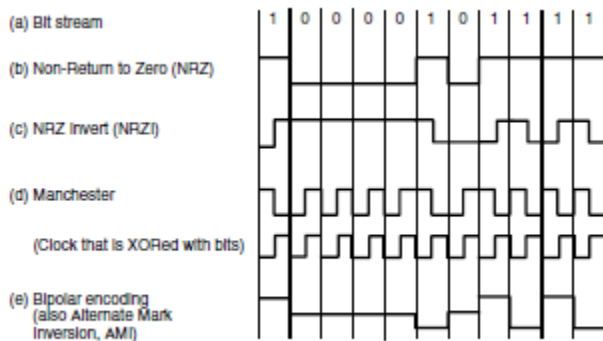 (a) Bit stream 1 0 0 0 0 1 0 1 1 1 1
(b) Non-Return to Zero (NRZ)
(c) NRZ Invert (NRZI)
(d) Manchester
(Clock that is XORed with bits)
(e) Bipolar encoding
(also Alternate Mark
Inversion, AMI)